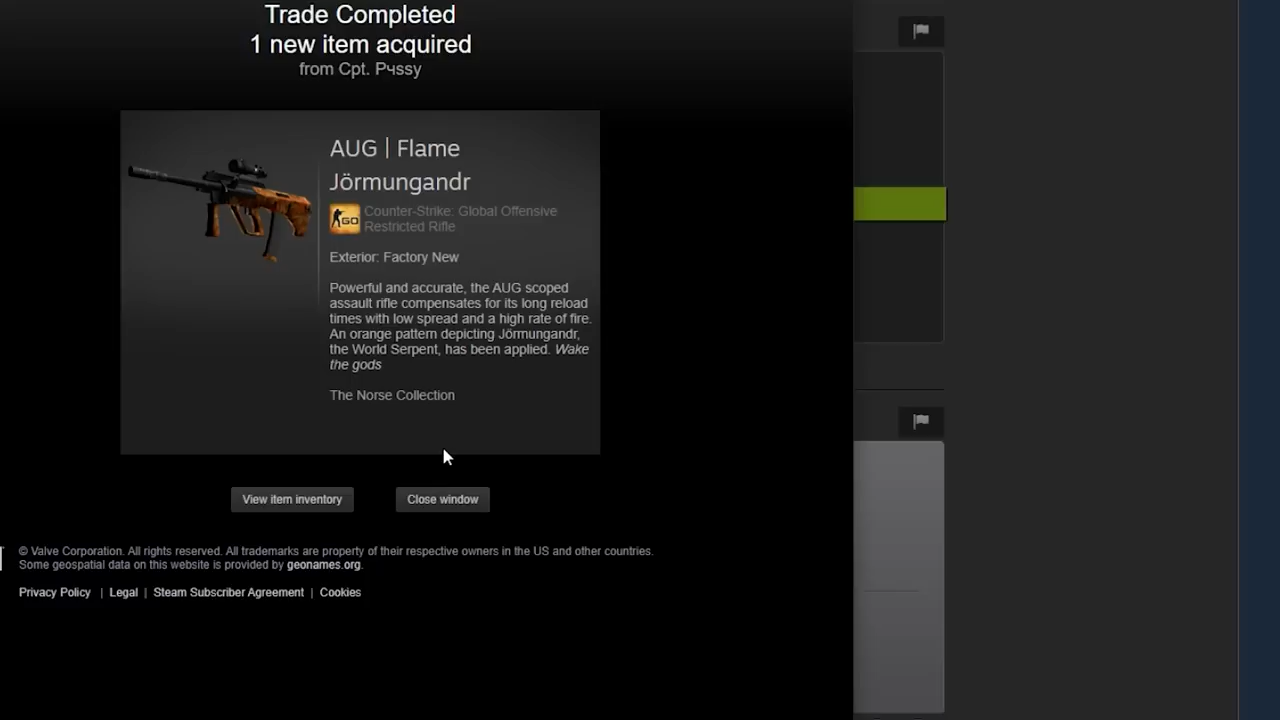 Trade Completed
1 new item acquired
from Cpt. Pчssy
AUG | Flame
Jörmungandr
GO
Counter-Strike: Global Offensive
Restricted Rifle
Exterior: Factory New
Powerful and accurate, the AUG scoped
assault rifle compensates for its long reload
times with low spread and a high rate of fire.
An orange pattern depicting Jörmungandr,
the World Serpent, has been applied. Wake
the gods
The Norse Collection
View item inventory
Close window
© Valve Corporation. All rights reserved. All trademarks are property of their respective owners in the US and other countries.
Some geospatial data on this website is provided by geonames.org.
Privacy Policy | Legal | Steam Subscriber Agreement | Cookies